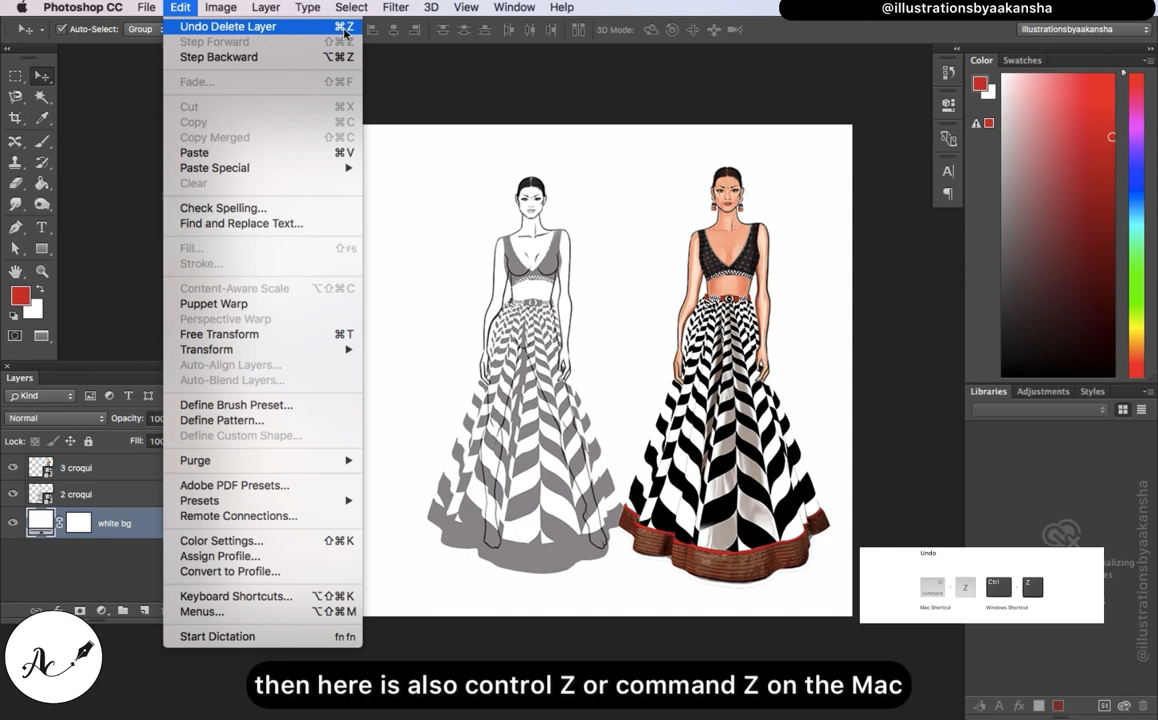 Photoshop CC File Edit Image Layer Type Select Filter 3D View Window Help
@illustrationsbyaakansha
Auto-Select: Group
3D Mode:
illustrationsbyaakansha
Undo Delete Layer ⌘Z
Step Forward ⇧⌘Z
Step Backward ⌥⌘Z
Fade... ⇧⌘F
Cut ⌘X
Copy ⌘C
Copy Merged ⇧⌘C
Paste ⌘V
Paste Special
Clear
Check Spelling...
Find and Replace Text...
Fill... ⇧F5
Stroke...
Content-Aware Scale ⌥⇧⌘C
Puppet Warp
Perspective Warp
Free Transform ⌘T
Transform
Auto-Align Layers...
Auto-Blend Layers...
Define Brush Preset...
Define Pattern...
Define Custom Shape...
Purge
Adobe PDF Presets...
Presets
Remote Connections...
Color Settings... ⇧⌘K
Assign Profile...
Convert to Profile...
Keyboard Shortcuts... ⌥⇧⌘K
Menus... ⌥⇧⌘M
Start Dictation fn fn
Layers
Kind
Normal Opacity: 100
Lock: Fill: 100
3 croqui
2 croqui
white bg
Color Swatches
Libraries Adjustments Styles
Undo
command Z Ctrl Z
Mac Shortcut Windows Shortcut
@illustrationsbyaakansha
Ac
then here is also control Z or command Z on the Mac